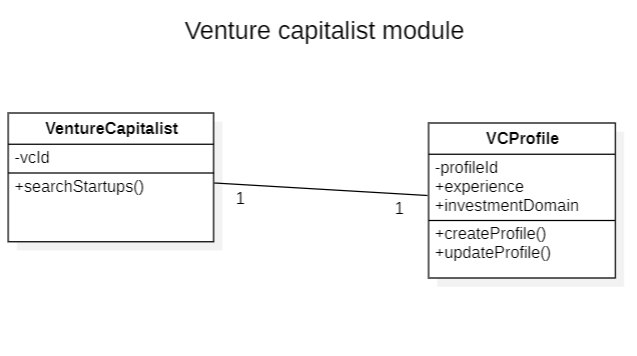 Venture capitalist module
VentureCapitalist
-vcId
+searchStartups()
1
1
VCProfile
-profileId
+experience
+investmentDomain
+createProfile()
+updateProfile()